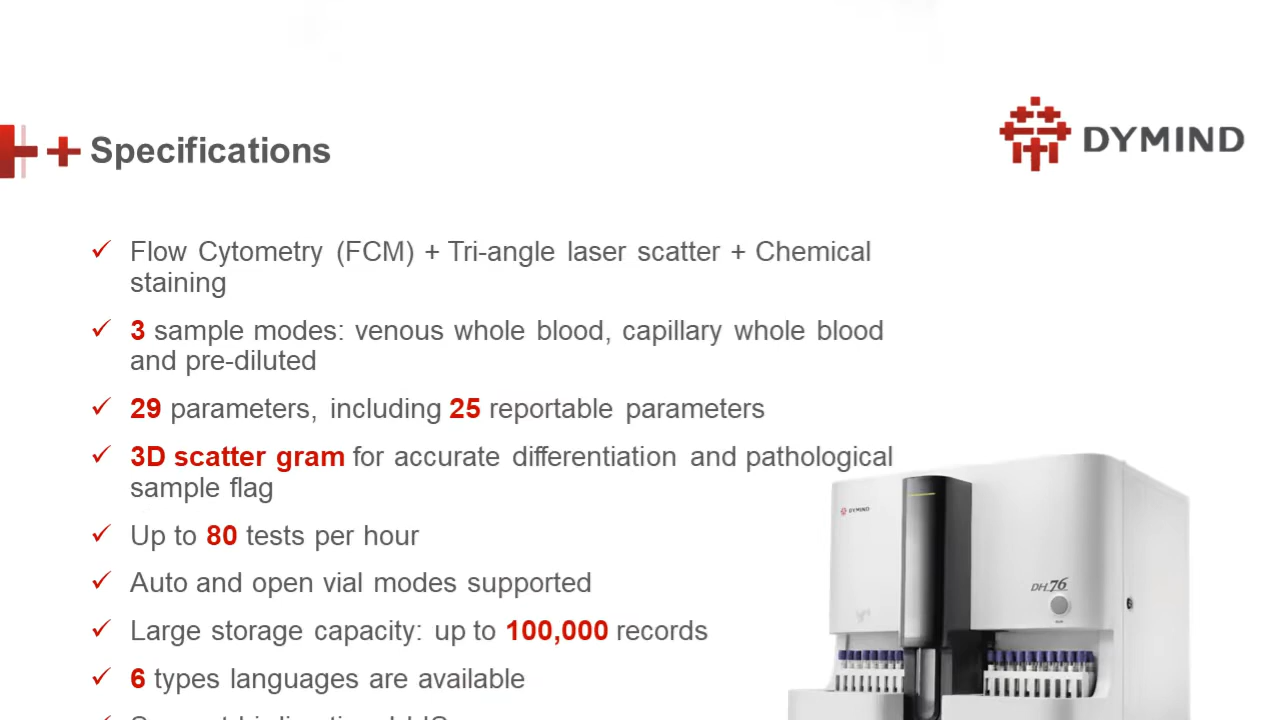 Specifications
DYMIND
Flow Cytometry (FCM) + Tri-angle laser scatter + Chemical
staining
3 sample modes: venous whole blood, capillary whole blood
and pre-diluted
29 parameters, including 25 reportable parameters
3D scatter gram for accurate differentiation and pathological
sample flag
Up to 80 tests per hour
Auto and open vial modes supported
Large storage capacity: up to 100,000 records
6 types languages are available
DYMIND
DH 76